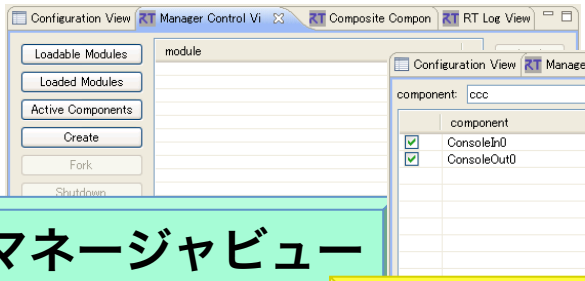 Configuration View RT Manager Control Vi RT Composite Compon RT RT Log View
Loadable Modules
module
Loaded Modules
Active Components
Create
Fork
Shutdown
Configuration View RT Manage
component: ccc
component
ConsoleIn0
ConsoleOut0
マネージャビュー